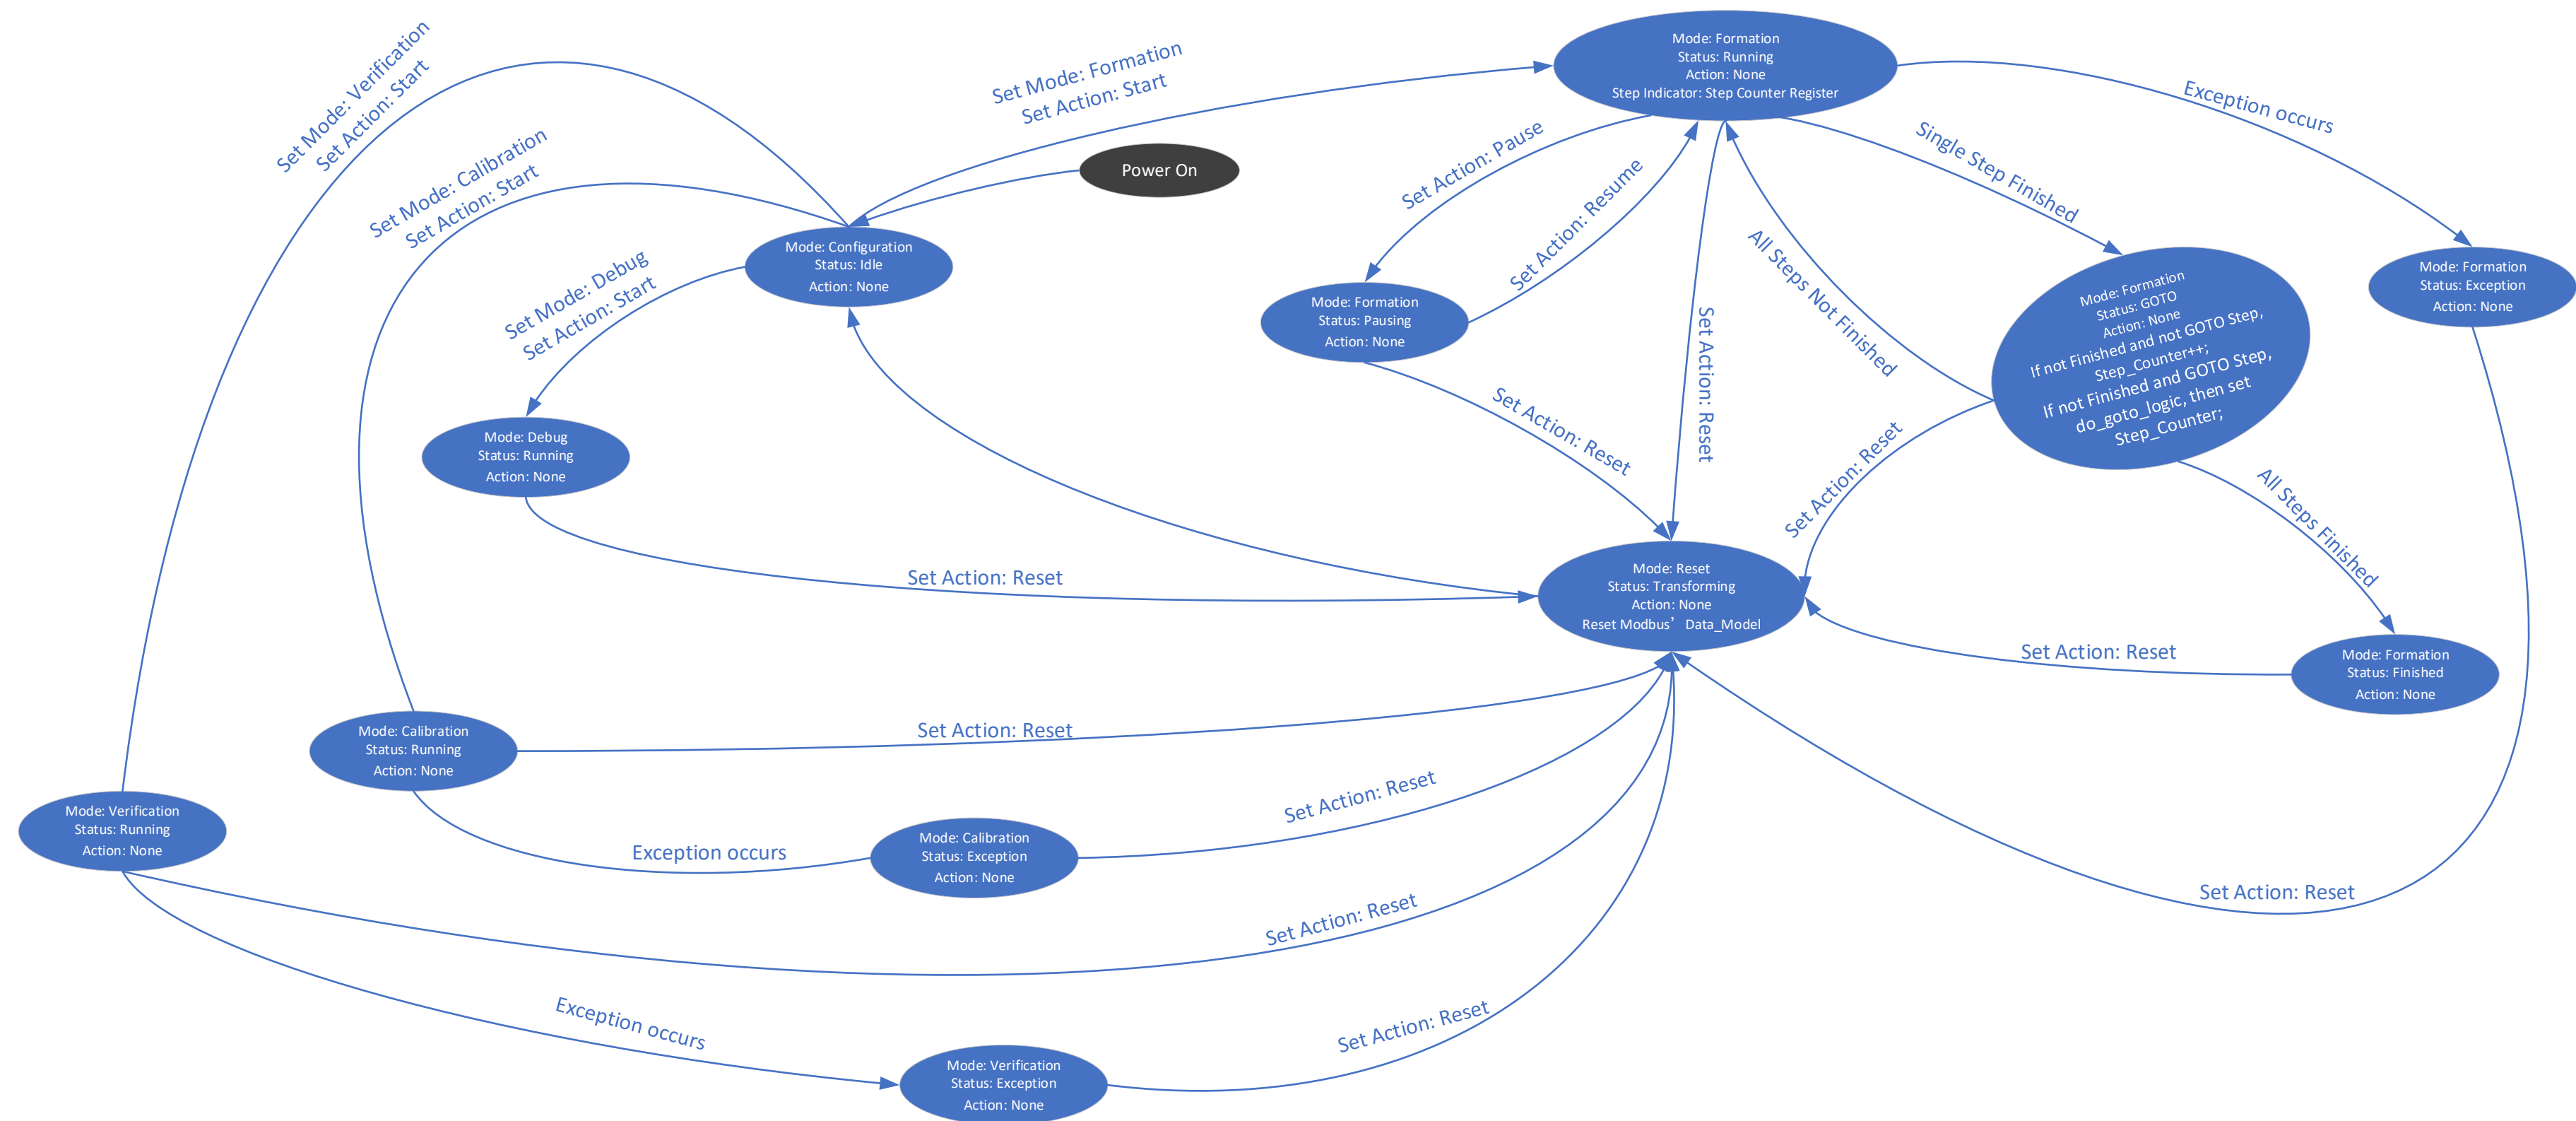 Set Mode: Verification
Set Action: Start
Set Mode: Calibration
Set Action: Start
Set Mode: Debug
Set Action: Start
Set Mode: Formation
Set Action: Start
Power On
Mode: Configuration
Status: Idle
Action: None
Mode: Formation
Status: Running
Action: None
Step Indicator: Step Counter Register
Exception occurs
Set Action: Pause
Set Action: Resume
Single Step Finished
All Steps Not Finished
Set Action: Reset
Mode: Formation
Status: Pausing
Action: None
Set Action: Reset
Mode: Formation
Status: GOTO
Action: None
If not Finished and not GOTO Step,
Step_Counter++;
If not Finished and GOTO Step,
do_goto_logic, then set
Step_Counter;
Mode: Formation
Status: Exception
Action: None
Set Action: Reset
All Steps Finished
Mode: Debug
Status: Running
Action: None
Set Action: Reset
Mode: Reset
Status: Transforming
Action: None
Reset Modbus’ Data_Model
Set Action: Reset
Mode: Formation
Status: Finished
Action: None
Mode: Calibration
Status: Running
Action: None
Set Action: Reset
Mode: Verification
Status: Running
Action: None
Exception occurs
Mode: Calibration
Status: Exception
Action: None
Set Action: Reset
Set Action: Reset
Set Action: Reset
Exception occurs
Mode: Verification
Status: Exception
Action: None
Set Action: Reset